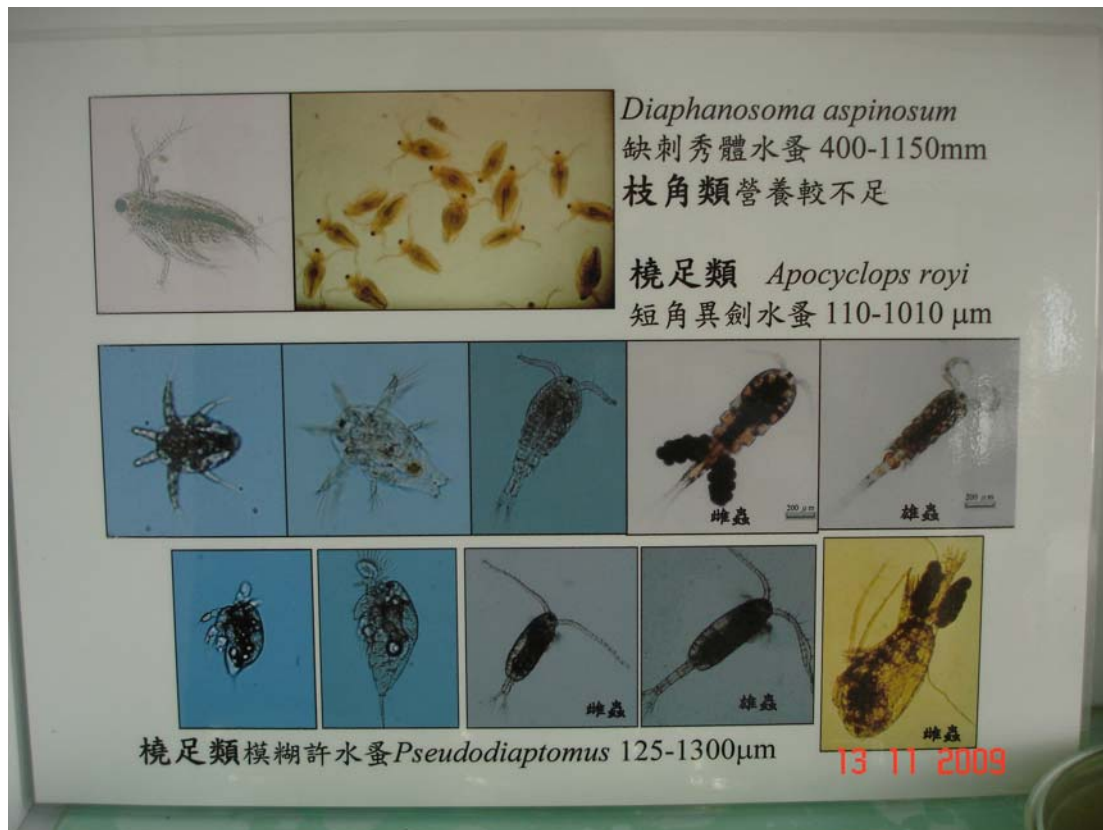 Diaphanosoma aspinosum
缺刺秀體水蚤 400-1150mm
枝角類營養較不足
橈足類 Apocyclops royi
短角異劍水蚤 110-1010 μm
雌蟲
200 μm
雄蟲
200 μm
雌蟲
雄蟲
雌蟲
橈足類模糊許水蚤Pseudodiaptomus 125-1300μm
13 11 2009